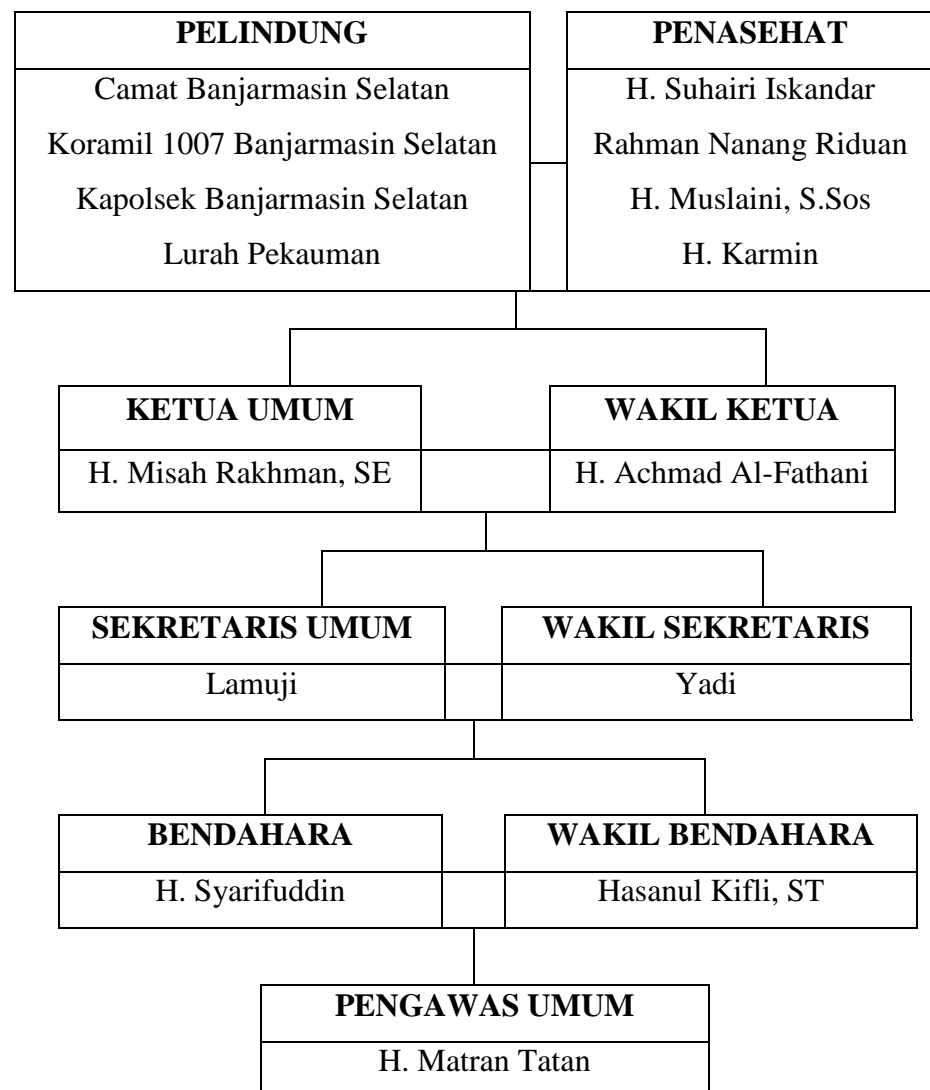 PELINDUNG
Camat Banjarmasin Selatan
Koramil 1007 Banjarmasin Selatan
Kapolsek Banjarmasin Selatan
Lurah Pekauman
PENASEHAT
H. Suhairi Iskandar
Rahman Nanang Riduan
H. Muslaini, S.Sos
H. Karmin
KETUA UMUM
H. Misah Rakhman, SE
WAKIL KETUA
H. Achmad Al-Fathani
SEKRETARIS UMUM
Lamuji
WAKIL SEKRETARIS
Yadi
BENDAHARA
H. Syarifuddin
WAKIL BENDAHARA
Hasanul Kifli, ST
PENGAWAS UMUM
H. Matran Tatan